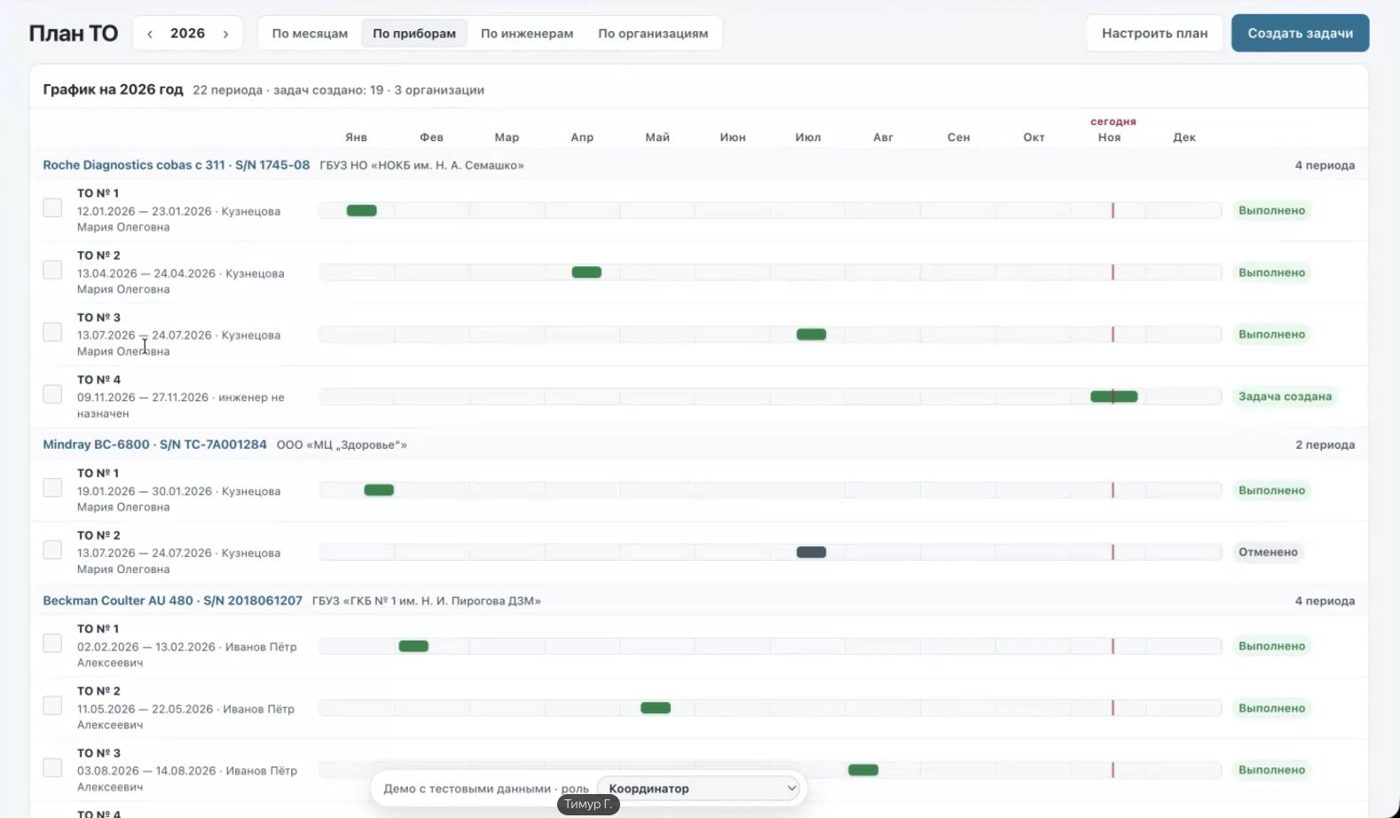 План ТО ‹ 2026 › По месяцам По приборам По инженерам По организациям Настроить план Создать задачи
График на 2026 год 22 периода · задач создано: 19 · 3 организации
сегодня
Янв Фев Мар Апр Май Июн Июл Авг Сен Окт Ноя Дек
Roche Diagnostics cobas c 311 · S/N 1745-08 ГБУЗ НО «НОКБ им. Н. А. Семашко» 4 периода
ТО № 1
12.01.2026 — 23.01.2026 · Кузнецова
Мария Олеговна
Выполнено
ТО № 2
13.04.2026 — 24.04.2026 · Кузнецова
Мария Олеговна
Выполнено
ТО № 3
13.07.2026 — 24.07.2026 · Кузнецова
Мария Олеговна
Выполнено
ТО № 4
09.11.2026 — 27.11.2026 · инженер не
назначен
Задача создана
Mindray BC-6800 · S/N TC-7A001284 ООО «МЦ „Здоровье“» 2 периода
ТО № 1
19.01.2026 — 30.01.2026 · Кузнецова
Мария Олеговна
Выполнено
ТО № 2
13.07.2026 — 24.07.2026 · Кузнецова
Мария Олеговна
Отменено
Beckman Coulter AU 480 · S/N 2018061207 ГБУЗ «ГКБ № 1 им. Н. И. Пирогова ДЗМ» 4 периода
ТО № 1
02.02.2026 — 13.02.2026 · Иванов Пётр
Алексеевич
Выполнено
ТО № 2
11.05.2026 — 22.05.2026 · Иванов Пётр
Алексеевич
Выполнено
ТО № 3
03.08.2026 — 14.08.2026 · Иванов Пётр
Алексеевич
Выполнено
Демо с тестовыми данными · роль Координатор
Тимур Г.
ТО № 4